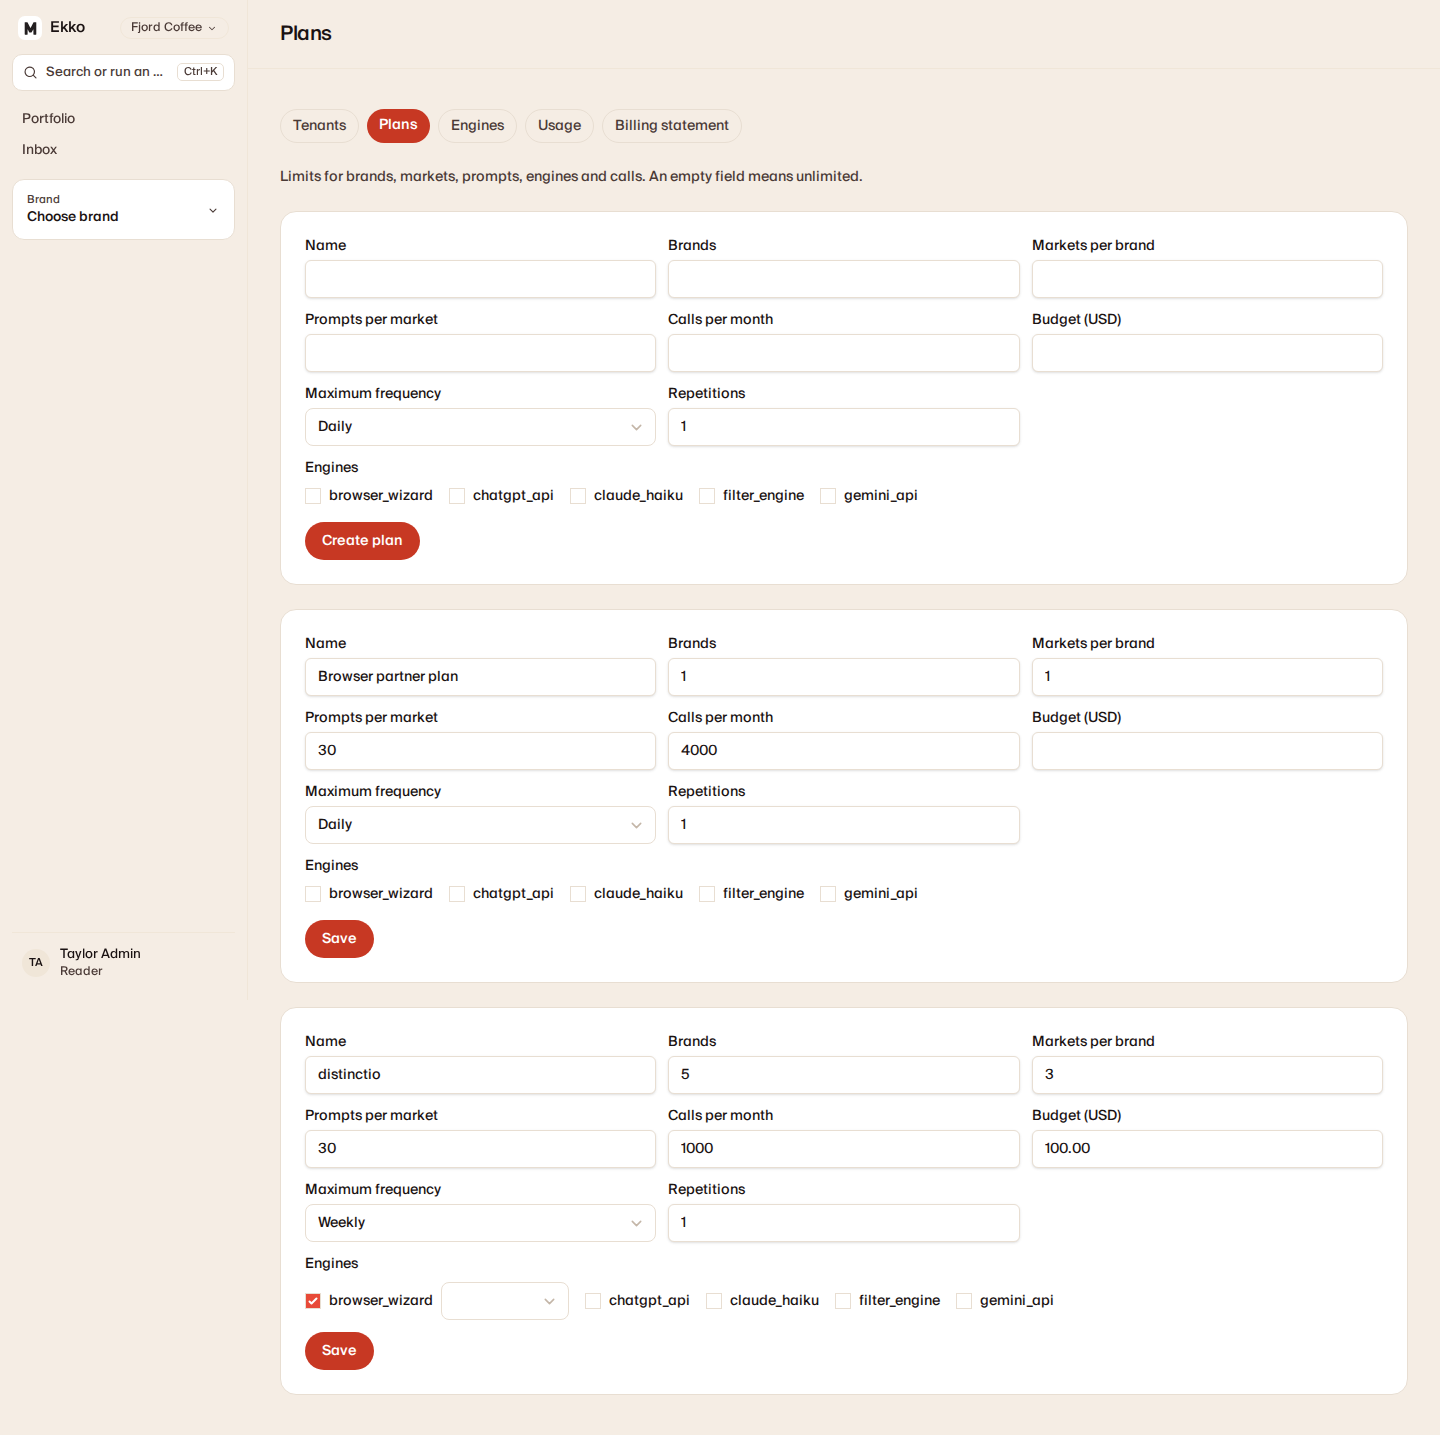 Ekko
Fjord Coffee
Search or run an ...
Ctrl+K
Portfolio
Inbox
Brand
Choose brand
TA
Taylor Admin
Reader
Plans
Tenants
Plans
Engines
Usage
Billing statement
Limits for brands, markets, prompts, engines and calls. An empty field means unlimited.
Name
Brands
Markets per brand
Prompts per market
Calls per month
Budget (USD)
Maximum frequency
Repetitions
Daily
1
Engines
browser_wizard
chatgpt_api
claude_haiku
filter_engine
gemini_api
Create plan
Name
Brands
Markets per brand
Browser partner plan
1
1
Prompts per market
Calls per month
Budget (USD)
30
4000
Maximum frequency
Repetitions
Daily
1
Engines
browser_wizard
chatgpt_api
claude_haiku
filter_engine
gemini_api
Save
Name
Brands
Markets per brand
distinctio
5
3
Prompts per market
Calls per month
Budget (USD)
30
1000
100.00
Maximum frequency
Repetitions
Weekly
1
Engines
browser_wizard
chatgpt_api
claude_haiku
filter_engine
gemini_api
Save